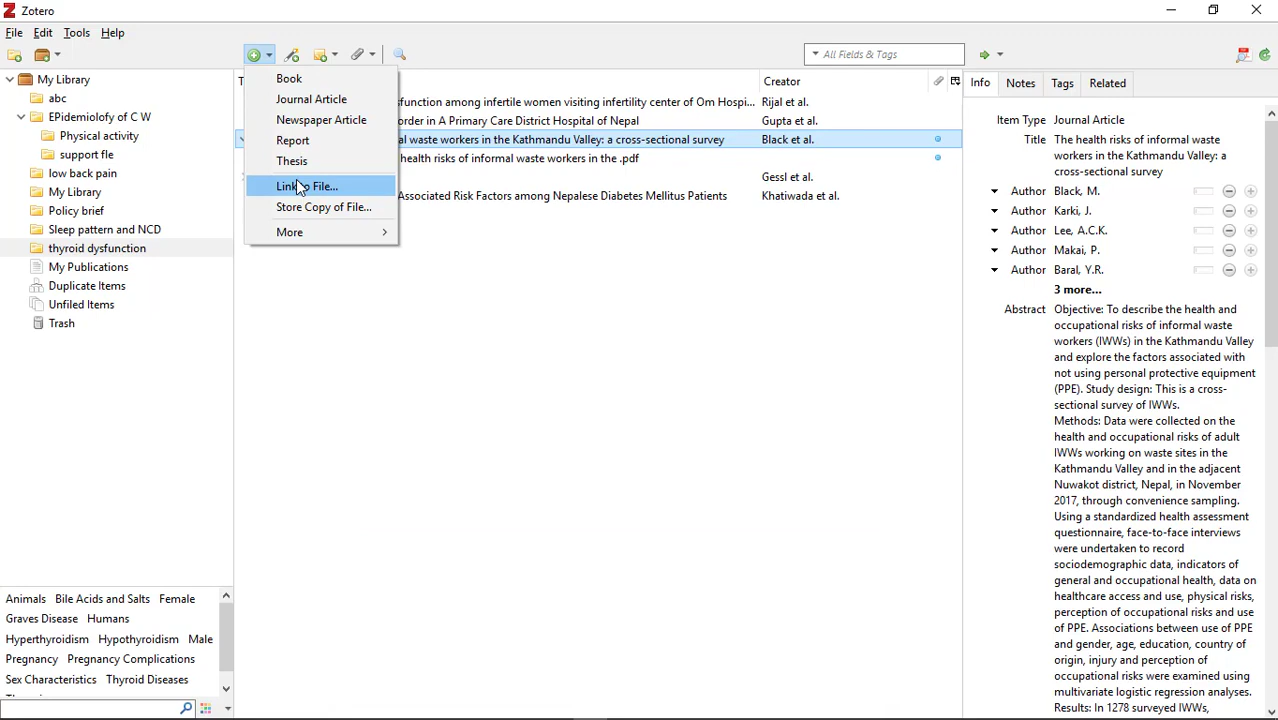 Zotero
File Edit Tools Help
All Fields & Tags
My Library
abc
EPidemiolofy of C W
Physical activity
support fle
low back pain
My Library
Policy brief
Sleep pattern and NCD
thyroid dysfunction
My Publications
Duplicate Items
Unfiled Items
Trash
Animals Bile Acids and Salts Female
Graves Disease Humans
Hyperthyroidism Hypothyroidism Male
Pregnancy Pregnancy Complications
Sex Characteristics Thyroid Diseases
Book
Journal Article
Newspaper Article
Report
Thesis
Link to File...
Store Copy of File...
More
T
Creator
sfunction among infertile women visiting infertility center of Om Hospi... Rijal et al.
order in A Primary Care District Hospital of Nepal Gupta et al.
al waste workers in the Kathmandu Valley: a cross-sectional survey Black et al.
health risks of informal waste workers in the .pdf
Gessl et al.
Associated Risk Factors among Nepalese Diabetes Mellitus Patients Khatiwada et al.
Info Notes Tags Related
Item Type Journal Article
Title The health risks of informal waste
workers in the Kathmandu Valley: a
cross-sectional survey
Author Black, M.
Author Karki, J.
Author Lee, A.C.K.
Author Makai, P.
Author Baral, Y.R.
3 more...
Abstract Objective: To describe the health and
occupational risks of informal waste
workers (IWWs) in the Kathmandu Valley
and explore the factors associated with
not using personal protective equipment
(PPE). Study design: This is a cross-
sectional survey of IWWs.
Methods: Data were collected on the
health and occupational risks of adult
IWWs working on waste sites in the
Kathmandu Valley and in the adjacent
Nuwakot district, Nepal, in November
2017, through convenience sampling.
Using a standardized health assessment
questionnaire, face-to-face interviews
were undertaken to record
sociodemographic data, indicators of
general and occupational health, data on
healthcare access and use, physical risks,
perception of occupational risks and use
of PPE. Associations between use of PPE
and gender, age, education, country of
origin, injury and perception of
occupational risks were examined using
multivariate logistic regression analyses.
Results: In 1278 surveyed IWWs,